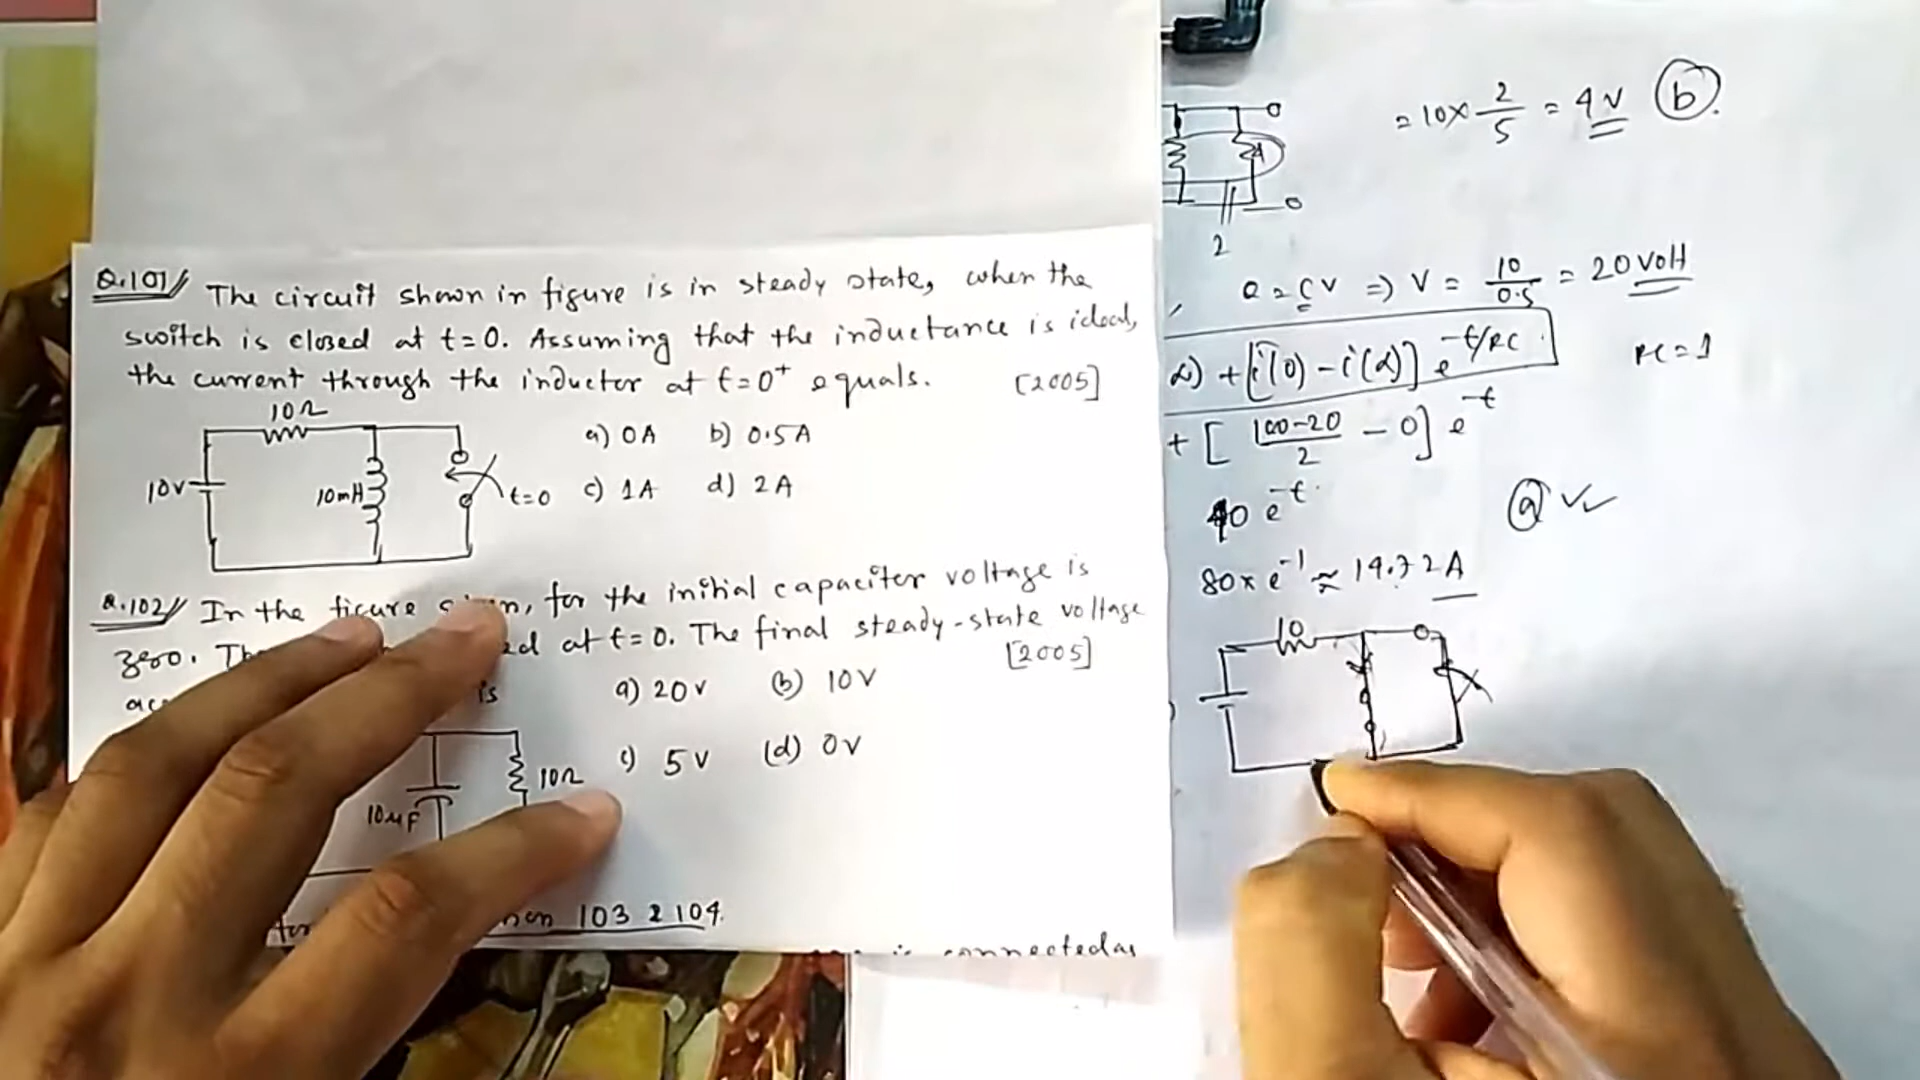 Q.101 The circuit shown in figure is in steady state, when the
switch is closed at t=0. Assuming that the inductance is ideal,
the current through the inductor at t=0⁺ equals. [2005]
10Ω
10V
10mH
t=0
a) 0A b) 0.5A
c) 1A d) 2A
Q.102 In the figure, for the initial capacitor voltage is
zero. at t=0. The final steady-state voltage
is [2005]
a) 20V (b) 10V
c) 5V (d) 0V
10Ω
10μF
103 & 104.
connected as
= 10 × 2/5 = 4V (b).
2
Q = CV ⇒ V = 10/0.5 = 20 Volt
α) + [i(0) - i(α)] e^-t/RC
RC = 1
+ [100-20/2 - 0] e^-t
40 e^-t
(a)
80 × e^-1 ≈ 14.72 A
10